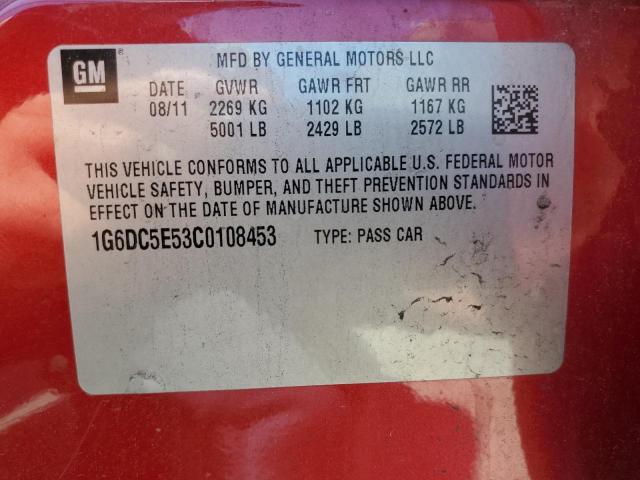 GM ® MFD BY GENERAL MOTORS LLC
DATE GVWR GAWR FRT GAWR RR
08/11 2269 KG 1102 KG 1167 KG
5001 LB 2429 LB 2572 LB
THIS VEHICLE CONFORMS TO ALL APPLICABLE U.S. FEDERAL MOTOR
VEHICLE SAFETY, BUMPER, AND THEFT PREVENTION STANDARDS IN
EFFECT ON THE DATE OF MANUFACTURE SHOWN ABOVE.
1G6DC5E53C0108453 TYPE: PASS CAR